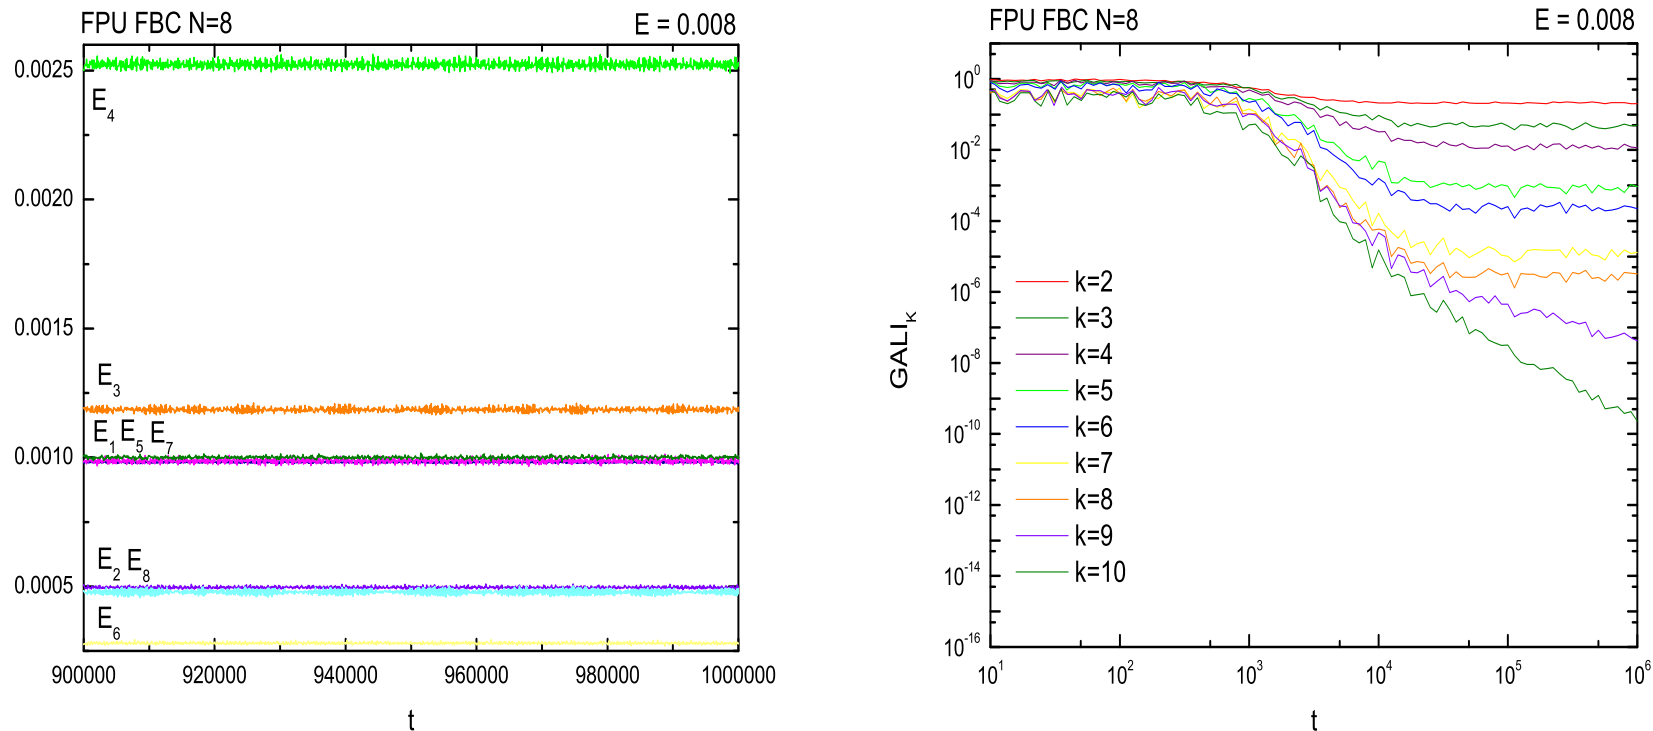 FPU FBC N=8 E = 0.008
0.0025
E4
0.0020
0.0015
E3
E1 E5 E7
0.0010
E2 E8
0.0005
E6
900000 920000 940000 960000 980000 1000000
t
FPU FBC N=8 E = 0.008
10^0
10^-2
10^-4
10^-6
10^-8
10^-10
10^-12
10^-14
10^-16
GALI_K
k=2
k=3
k=4
k=5
k=6
k=7
k=8
k=9
k=10
10^1 10^2 10^3 10^4 10^5 10^6
t